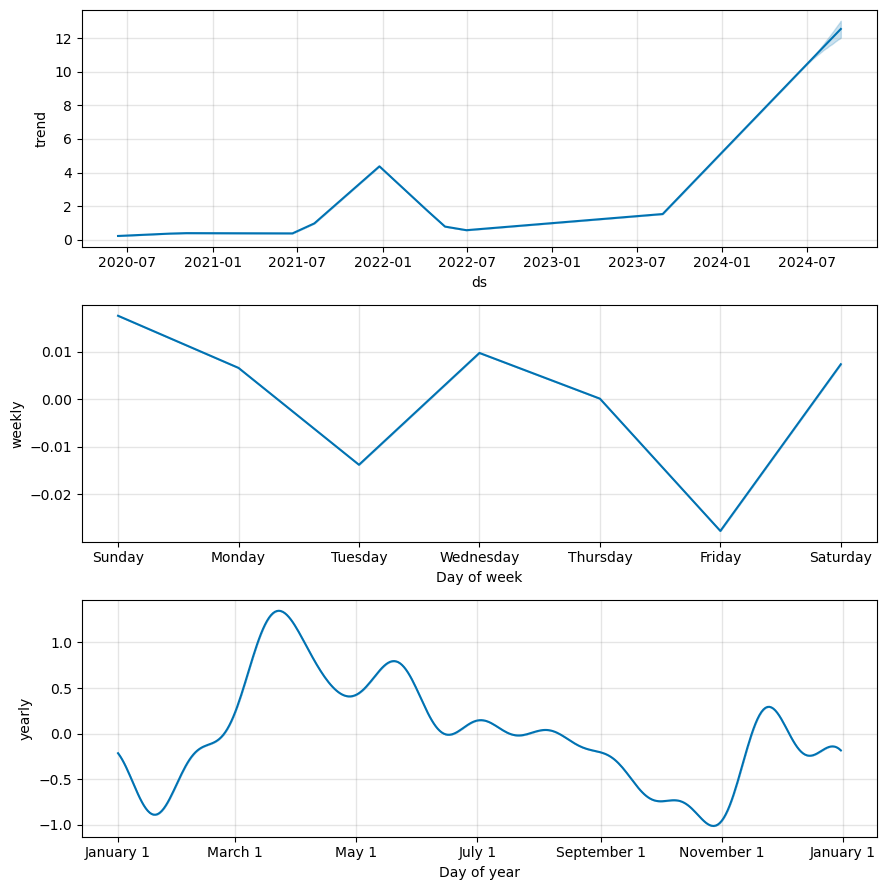 trend
12
10
8
6
4
2
0
2020-07 2021-01 2021-07 2022-01 2022-07 2023-01 2023-07 2024-01 2024-07
ds
weekly
0.01
0.00
−0.01
−0.02
Sunday Monday Tuesday Wednesday Thursday Friday Saturday
Day of week
yearly
1.0
0.5
0.0
−0.5
−1.0
January 1 March 1 May 1 July 1 September 1 November 1 January 1
Day of year